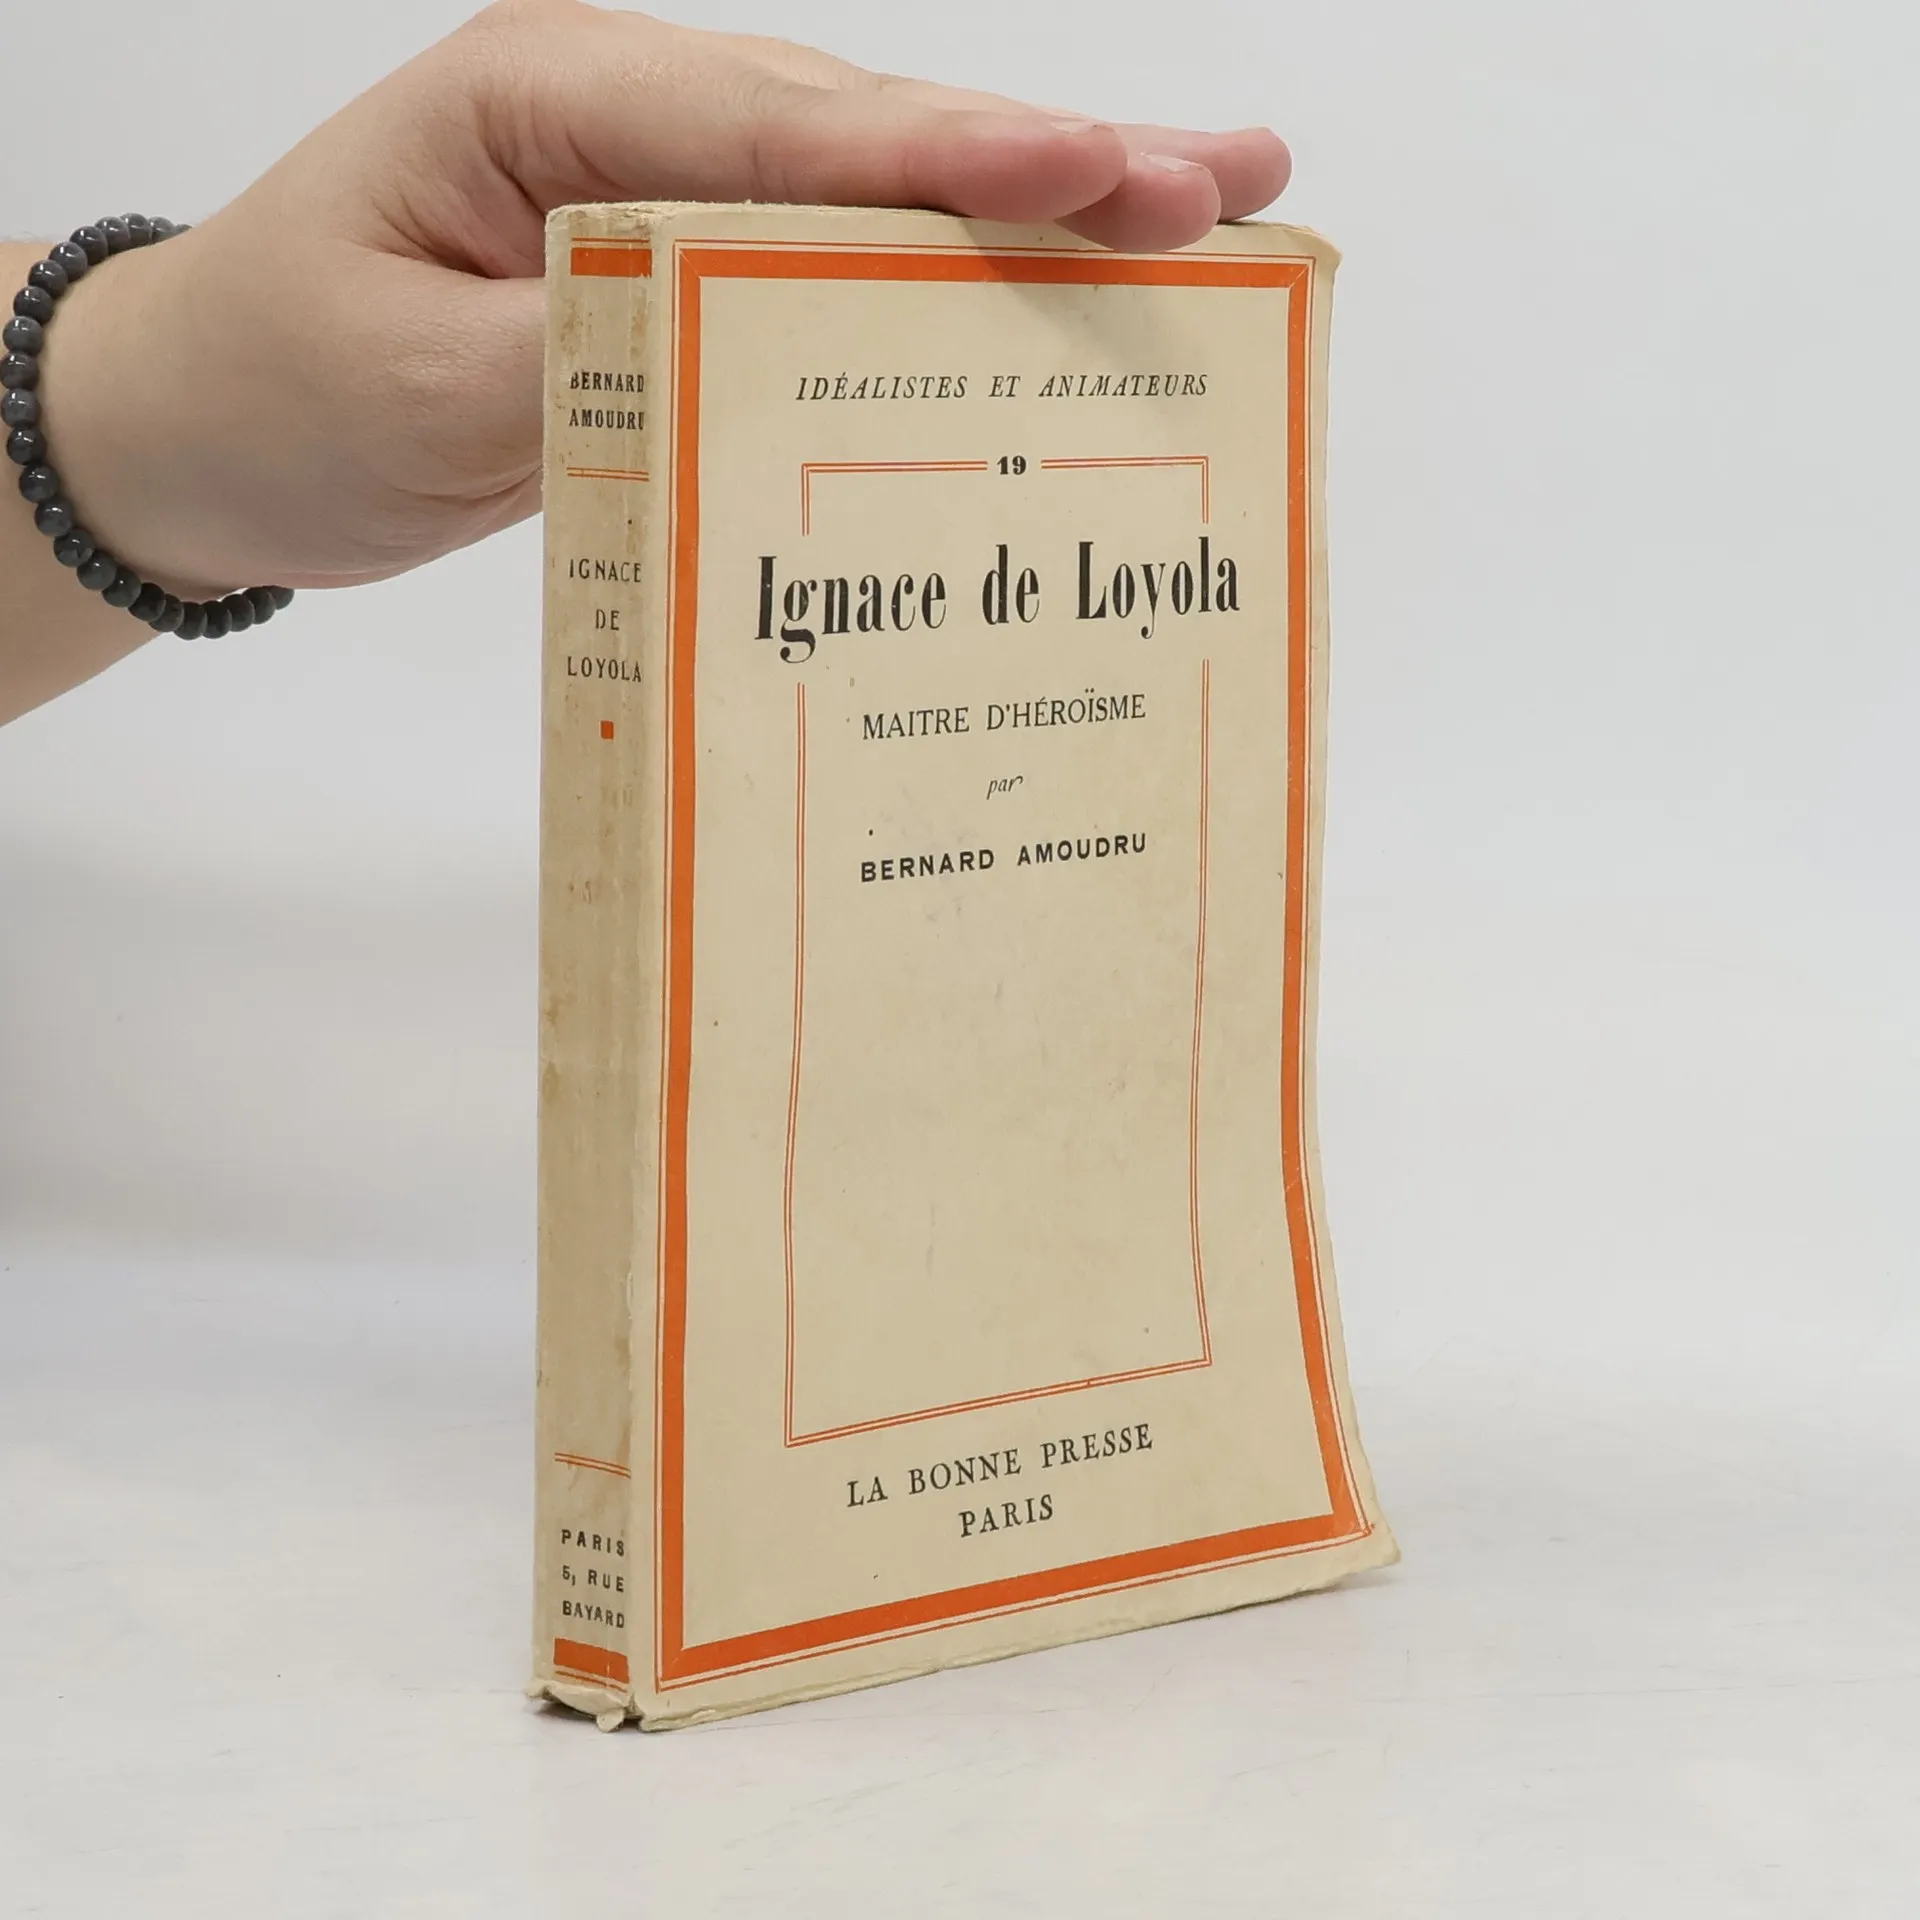 BERNARD
AMOUDRU
IGNACE
DE
LOYOLA
PARIS
5, RUE
BAYARD
IDÉALISTES ET ANIMATEURS
19
Ignace de Loyola
MAITRE D'HÉROÏSME
par
BERNARD AMOUDRU
LA BONNE PRESSE
PARIS